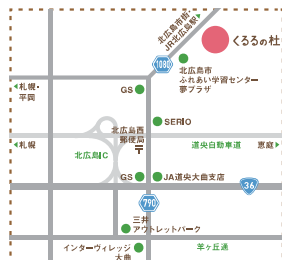 北広島市街・
JR北広島駅
くるるの杜
1080
北広島市
ふれあい学習センター
夢プラザ
札幌・
平岡
GS
SERIO
北広島西
郵便局
札幌
道央自動車道
恵庭
北広島IC
GS
JA道央大曲支店
36
790
三井
アウトレットパーク
インターヴィレッジ
大曲
羊ヶ丘通